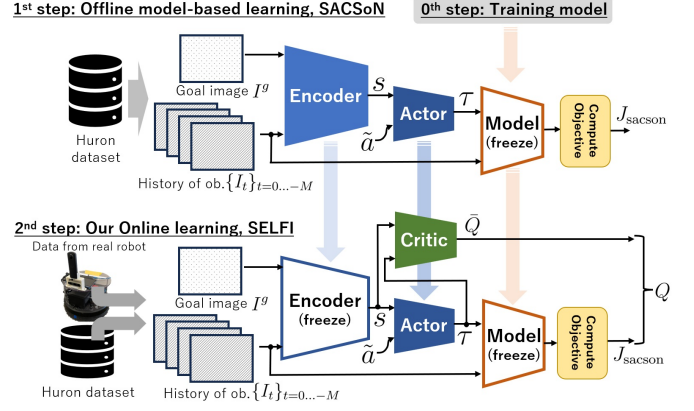 1st step: Offline model-based learning, SACSoN
0th step: Training model
Goal image I^g
Encoder
s
Actor
ã
τ
Model
(freeze)
Compute
Objective
J_sacson
Huron
dataset
History of ob.{I_t}_{t=0...−M}
2nd step: Our Online learning, SELFI
Data from real robot
Critic
Q̄
Goal image I^g
Encoder
(freeze)
s
Actor
ã
τ
Model
(freeze)
Compute
Objective
J_sacson
Q
Huron dataset
History of ob.{I_t}_{t=0...−M}